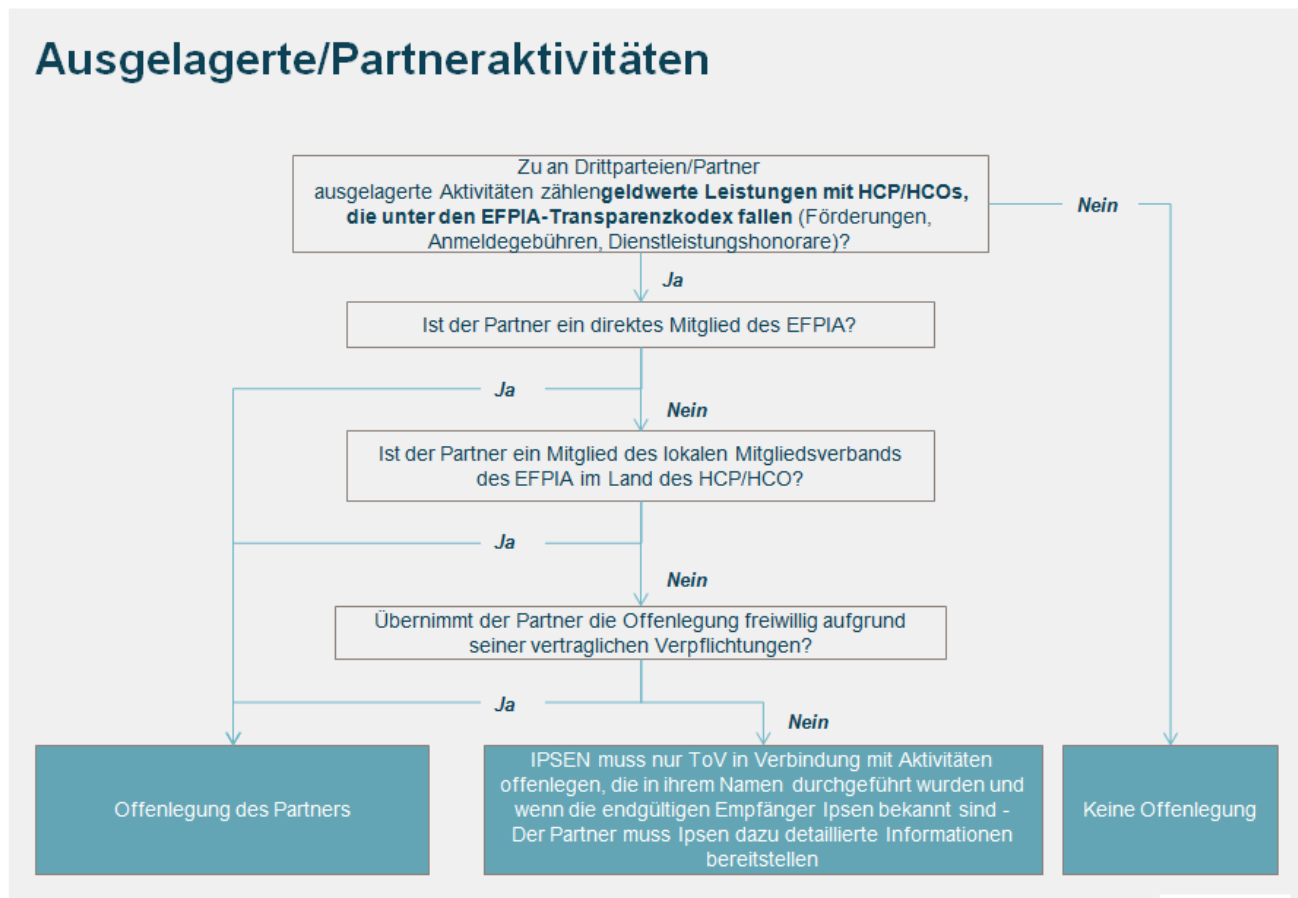 Ausgelagerte/Partneraktivitäten
Zu an Drittparteien/Partner
ausgelagerte Aktivitäten zählengeldwerte Leistungen mit HCP/HCOs,
die unter den EFPIA-Transparenzkodex fallen (Förderungen,
Anmeldegebühren, Dienstleistungshonorare)?
Nein
Ja
Ist der Partner ein direktes Mitglied des EFPIA?
Ja
Nein
Ist der Partner ein Mitglied des lokalen Mitgliedsverbands
des EFPIA im Land des HCP/HCO?
Ja
Nein
Übernimmt der Partner die Offenlegung freiwillig aufgrund
seiner vertraglichen Verpflichtungen?
Ja
Nein
Offenlegung des Partners
IPSEN muss nur ToV in Verbindung mit Aktivitäten
offenlegen, die in ihrem Namen durchgeführt wurden und
wenn die endgültigen Empfänger Ipsen bekannt sind -
Der Partner muss Ipsen dazu detaillierte Informationen
bereitstellen
Keine Offenlegung